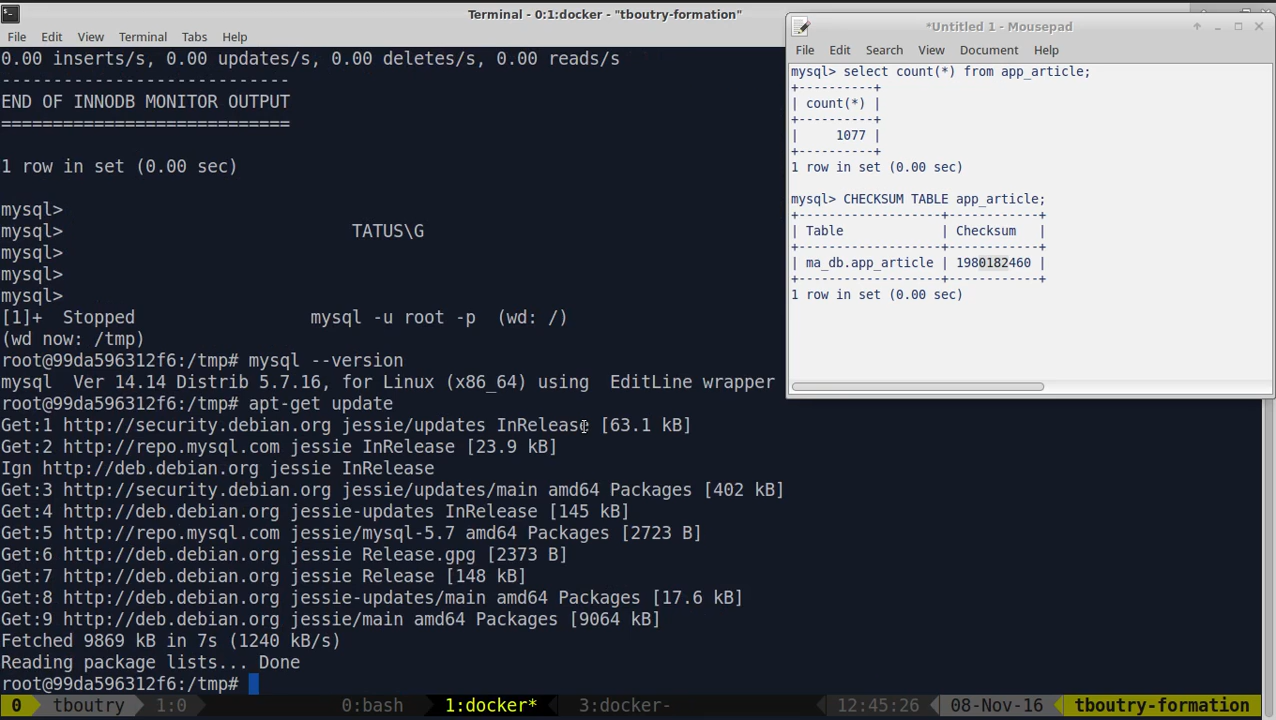 Terminal - 0:1:docker - "tboutry-formation"
File Edit View Terminal Tabs Help
0.00 inserts/s, 0.00 updates/s, 0.00 deletes/s, 0.00 reads/s
----------------------------
END OF INNODB MONITOR OUTPUT
============================
1 row in set (0.00 sec)
mysql>
mysql>                            TATUS\G
mysql>
mysql>
mysql>
[1]+  Stopped                 mysql -u root -p  (wd: /)
(wd now: /tmp)
root@99da596312f6:/tmp# mysql --version
mysql  Ver 14.14 Distrib 5.7.16, for Linux (x86_64) using  EditLine wrapper
root@99da596312f6:/tmp# apt-get update
Get:1 http://security.debian.org jessie/updates InRelease [63.1 kB]
Get:2 http://repo.mysql.com jessie InRelease [23.9 kB]
Ign http://deb.debian.org jessie InRelease
Get:3 http://security.debian.org jessie/updates/main amd64 Packages [402 kB]
Get:4 http://deb.debian.org jessie-updates InRelease [145 kB]
Get:5 http://repo.mysql.com jessie/mysql-5.7 amd64 Packages [2723 B]
Get:6 http://deb.debian.org jessie Release.gpg [2373 B]
Get:7 http://deb.debian.org jessie Release [148 kB]
Get:8 http://deb.debian.org jessie-updates/main amd64 Packages [17.6 kB]
Get:9 http://deb.debian.org jessie/main amd64 Packages [9064 kB]
Fetched 9869 kB in 7s (1240 kB/s)
Reading package lists... Done
root@99da596312f6:/tmp#
0 tboutry 1:0 0:bash 1:docker* 3:docker- 12:45:26 08-Nov-16 tboutry-formation
*Untitled 1 - Mousepad
File Edit Search View Document Help
mysql> select count(*) from app_article;
+----------+
| count(*) |
+----------+
|     1077 |
+----------+
1 row in set (0.00 sec)
mysql> CHECKSUM TABLE app_article;
+-------------------+------------+
| Table             | Checksum   |
+-------------------+------------+
| ma_db.app_article | 1980182460 |
+-------------------+------------+
1 row in set (0.00 sec)